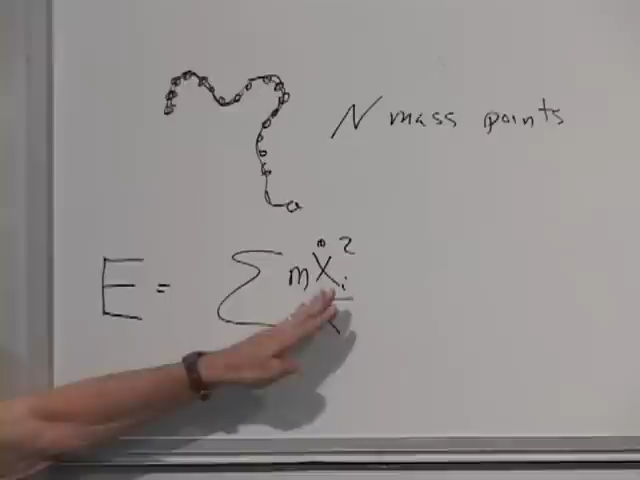 N mass points
E = ∑ mẋᵢ²